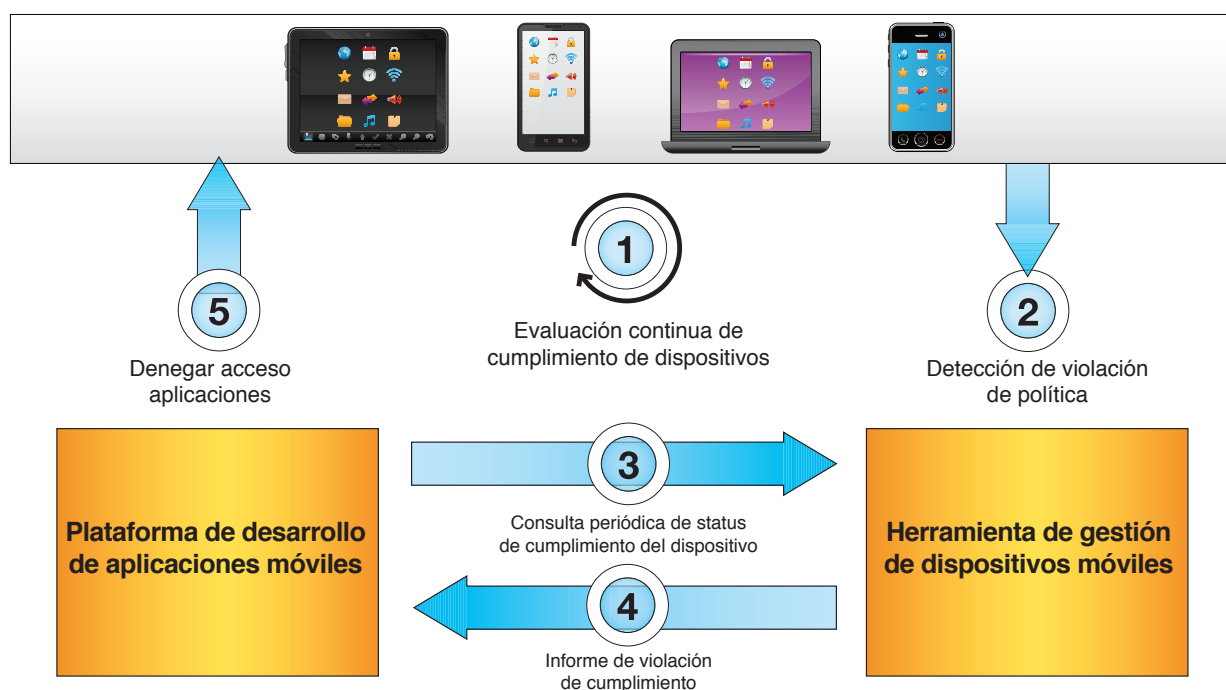 1
Evaluación continua de
cumplimiento de dispositivos
2
Detección de violación
de política
5
Denegar acceso
aplicaciones
Plataforma de desarrollo
de aplicaciones móviles
3
Consulta periódica de status
de cumplimiento del dispositivo
4
Informe de violación
de cumplimiento
Herramienta de gestión
de dispositivos móviles